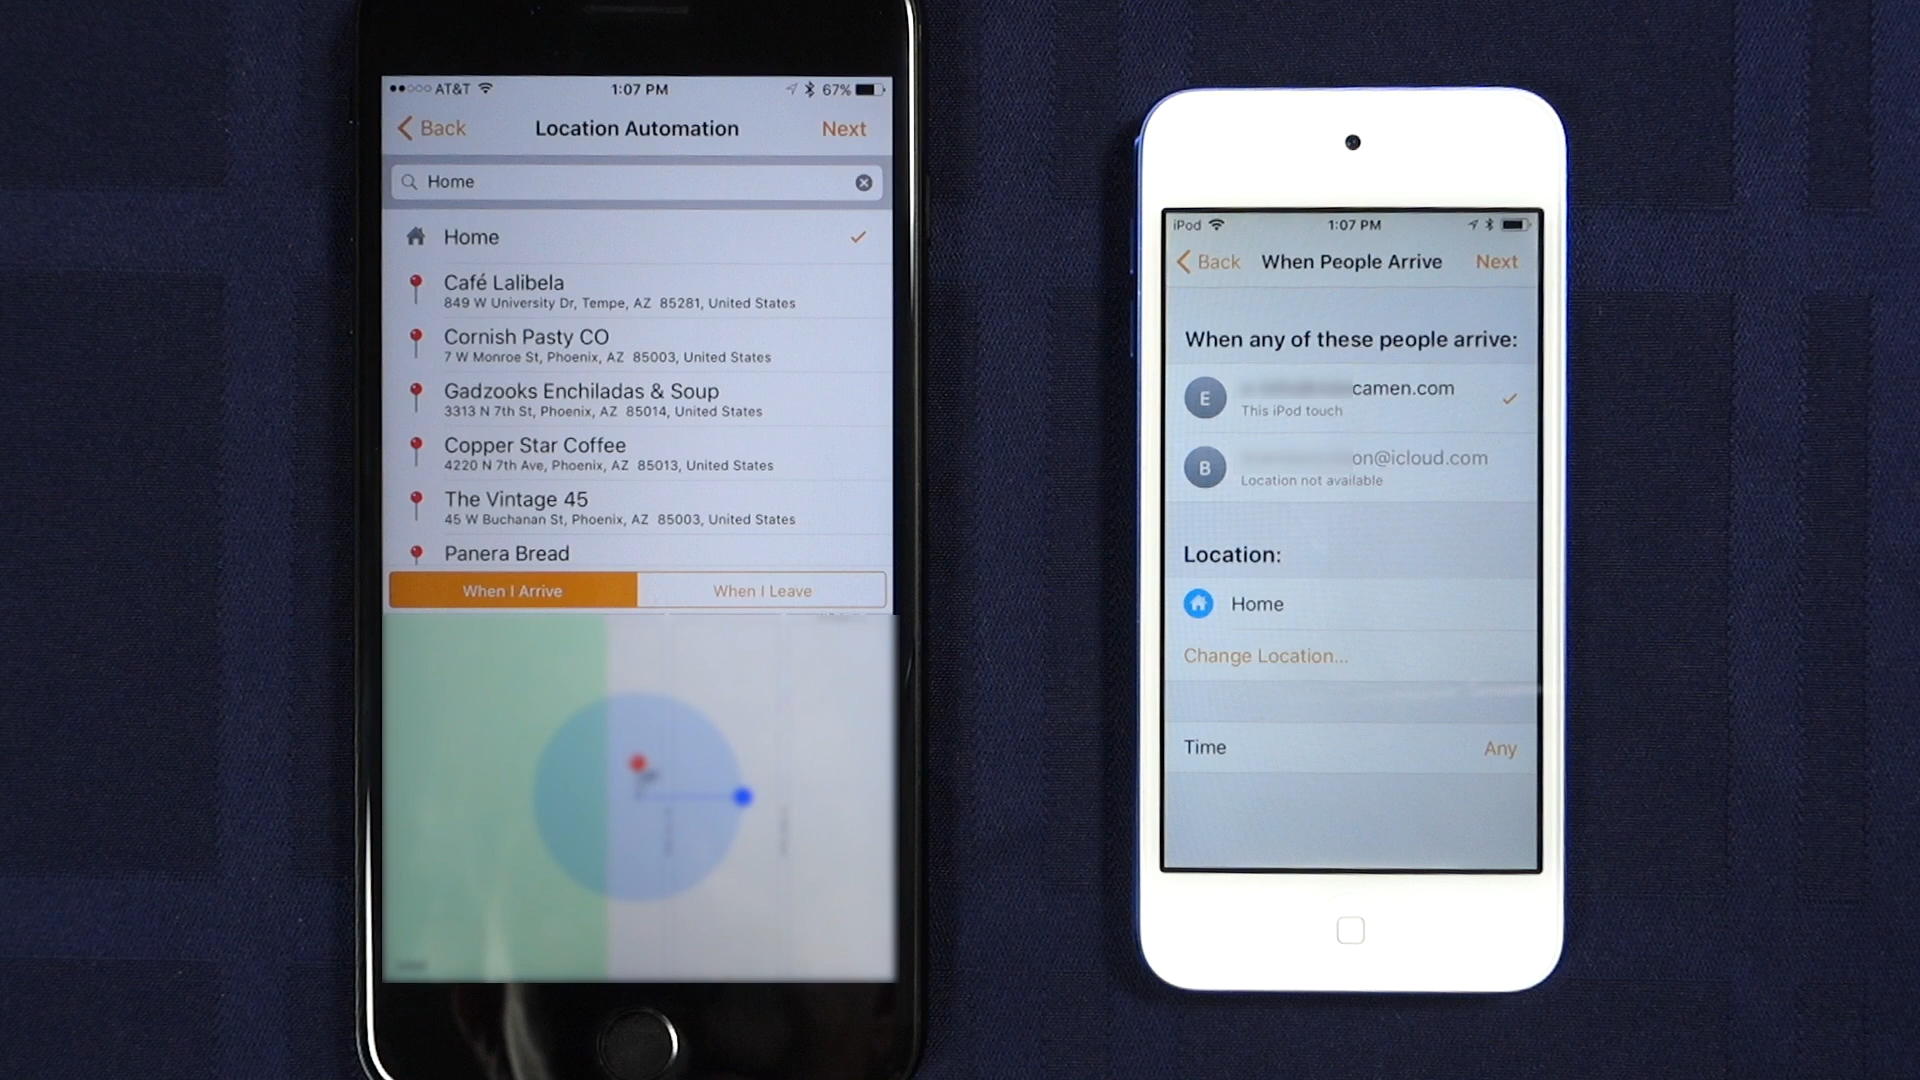 AT&T 1:07 PM 67%
Back Location Automation Next
Home
Home
Café Lalibela
849 W University Dr, Tempe, AZ 85281, United States
Cornish Pasty CO
7 W Monroe St, Phoenix, AZ 85003, United States
Gadzooks Enchiladas & Soup
3313 N 7th St, Phoenix, AZ 85014, United States
Copper Star Coffee
4220 N 7th Ave, Phoenix, AZ 85013, United States
The Vintage 45
45 W Buchanan St, Phoenix, AZ 85003, United States
Panera Bread
When I Arrive When I Leave
iPod 1:07 PM
Back When People Arrive Next
When any of these people arrive:
E camen.com
This iPod touch
B on@icloud.com
Location not available
Location:
Home
Change Location...
Time Any